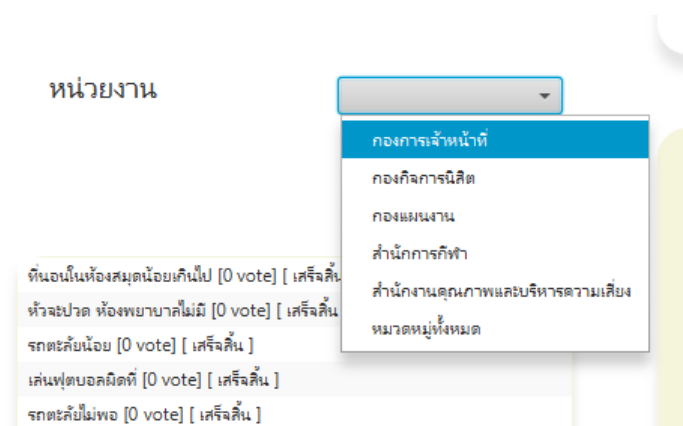 หน่วยงาน
กองการเจ้าหน้าที่
กองกิจการนิสิต
กองแผนงาน
สำนักการกีฬา
สำนักงานคุณภาพและบริหารความเสี่ยง
หมวดหมู่ทั้งหมด
ที่นอนในห้องสมุดน้อยเกินไป [0 vote] [ เสร็จสิ้น
หัวจะปวด ห้องพยาบาลไม่มี [0 vote] [ เสร็จสิ้น
รถตะลัยน้อย [0 vote] [ เสร็จสิ้น ]
เล่นฟุตบอลผิดที่ [0 vote] [ เสร็จสิ้น ]
รถตะลัยไม่พอ [0 vote] [ เสร็จสิ้น ]